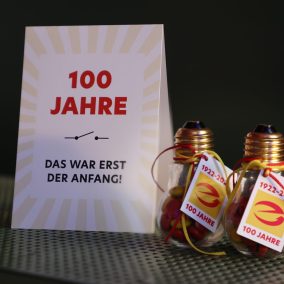 100
JAHRE
DAS WAR ERST
DER ANFANG!
100 JAHRE
100 JAHRE